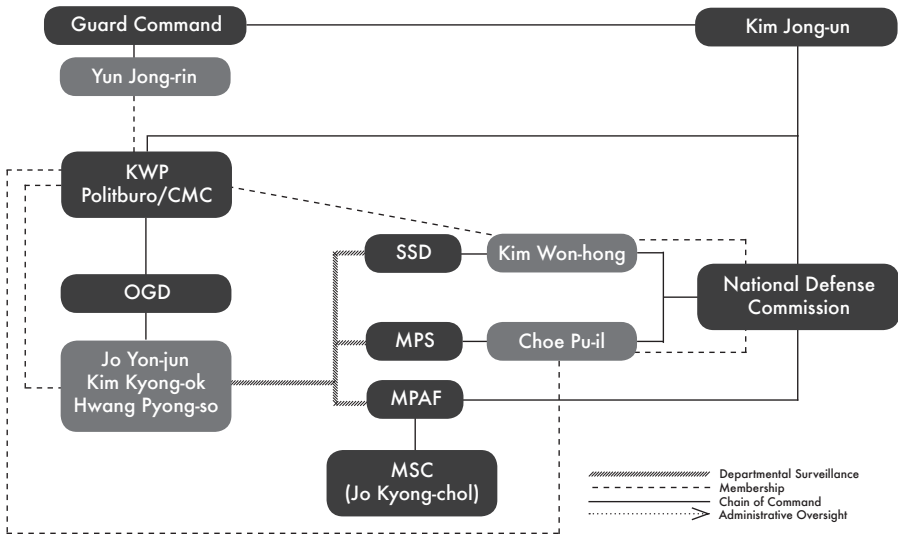 Guard Command
Kim Jong-un
Yun Jong-rin
KWP
Politburo/CMC
SSD
Kim Won-hong
National Defense
Commission
OGD
MPS
Choe Pu-il
Jo Yon-jun
Kim Kyong-ok
Hwang Pyong-so
MPAF
MSC
(Jo Kyong-chol)
Departmental Surveillance
Membership
Chain of Command
Administrative Oversight